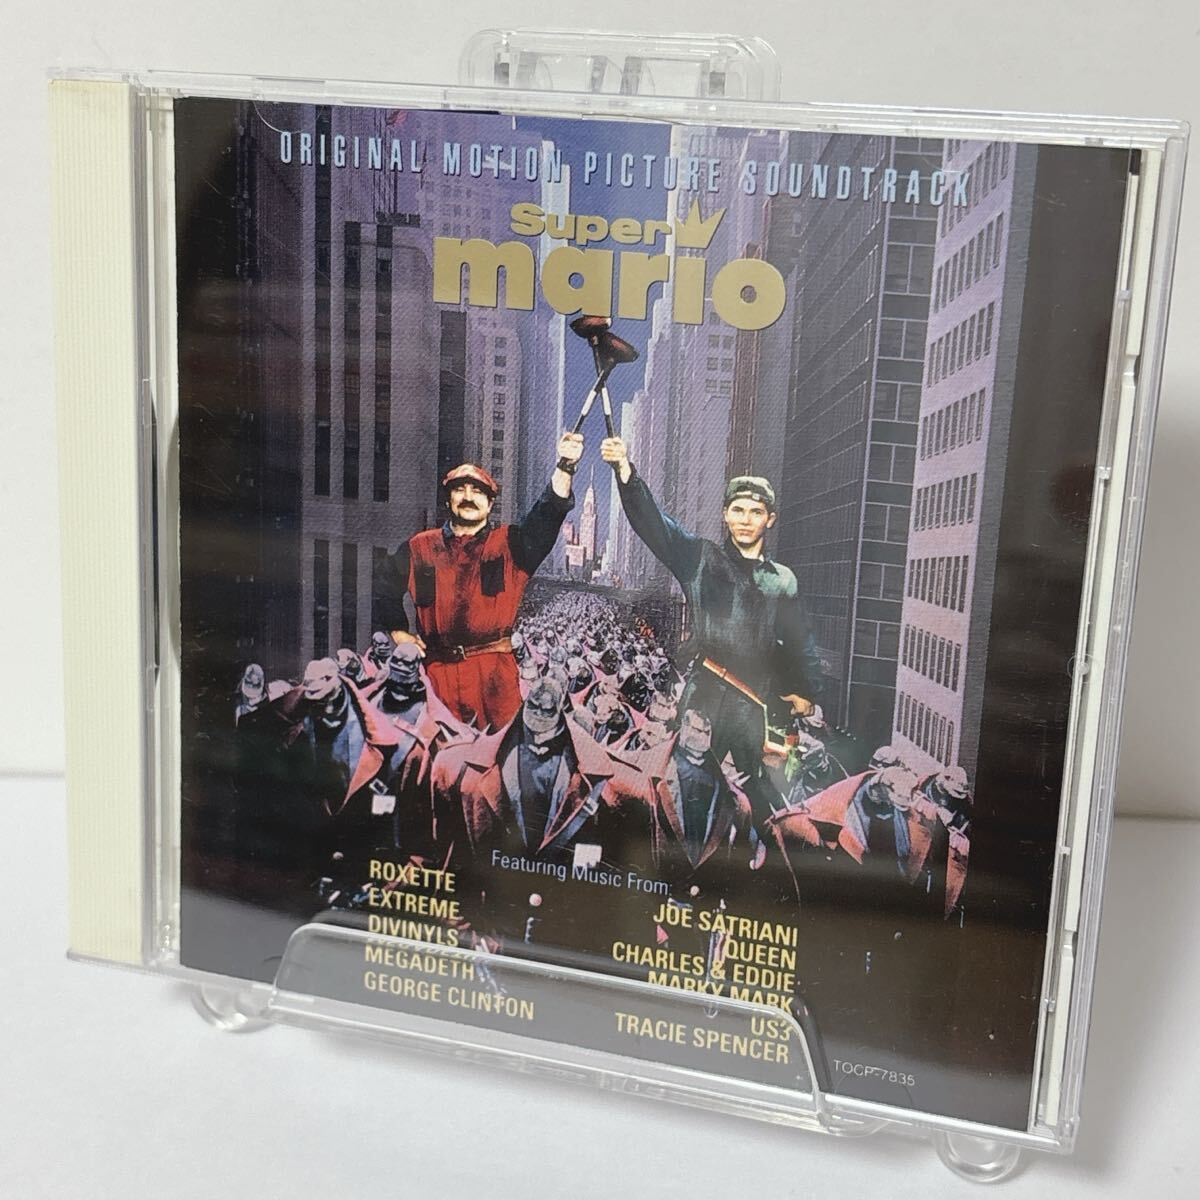 ORIGINAL MOTION PICTURE SOUNDTRACK
Super
mario
Featuring Music From:
ROXETTE
EXTREME
DIVINYLS
MEGADETH
GEORGE CLINTON
JOE SATRIANI
QUEEN
CHARLES & EDDIE
MARKY MARK
US3
TRACIE SPENCER
TOCP-7835